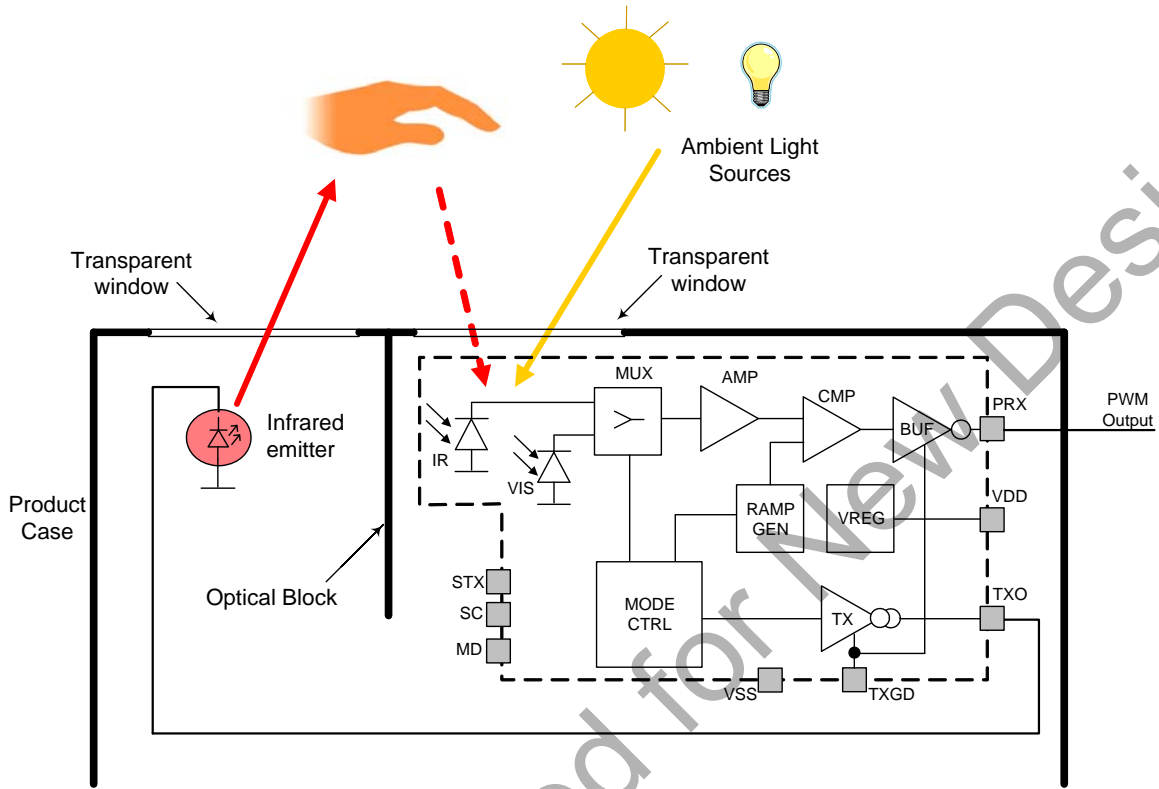 Ambient Light
Sources
Transparent
window
Transparent
window
MUX
AMP
CMP
BUF
PRX
PWM
Output
Infrared
emitter
IR
VIS
Product
Case
RAMP
GEN
VREG
VDD
Optical Block
STX
SC
MD
MODE
CTRL
TX
TXO
VSS
TXGD
ed for New Desi